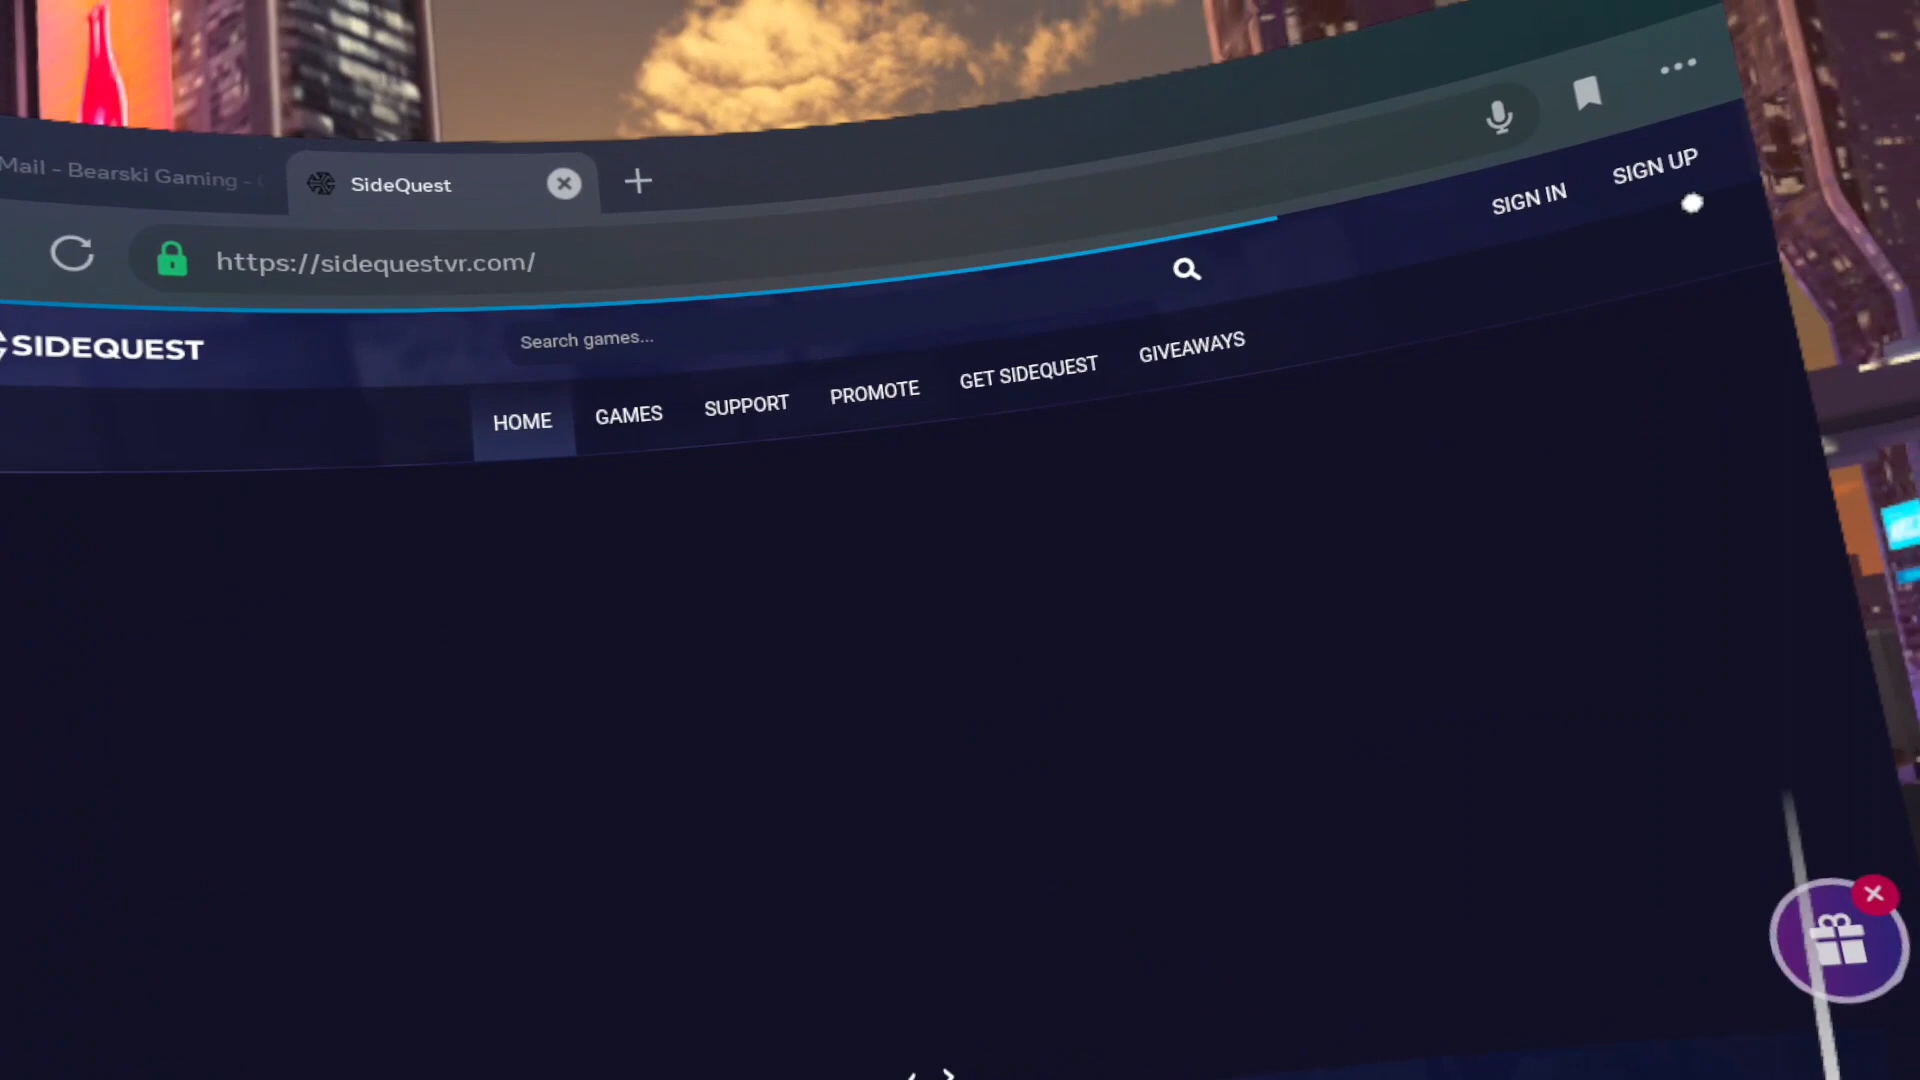 Mail - Bearski Gaming -
SideQuest
https://sidequestvr.com/
SIGN IN
SIGN UP
SIDEQUEST
Search games...
HOME
GAMES
SUPPORT
PROMOTE
GET SIDEQUEST
GIVEAWAYS